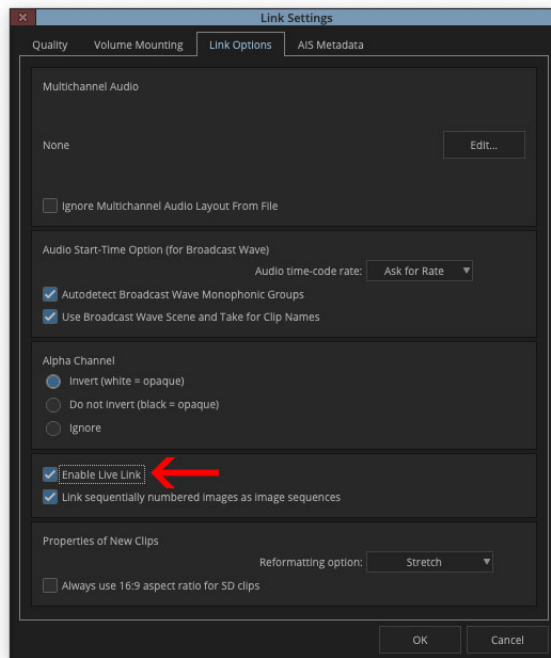 Link Settings
Quality Volume Mounting Link Options AIS Metadata
Multichannel Audio
None Edit...
Ignore Multichannel Audio Layout From File
Audio Start-Time Option (for Broadcast Wave)
Audio time-code rate: Ask for Rate
Autodetect Broadcast Wave Monophonic Groups
Use Broadcast Wave Scene and Take for Clip Names
Alpha Channel
Invert (white = opaque)
Do not invert (black = opaque)
Ignore
Enable Live Link
Link sequentially numbered images as image sequences
Properties of New Clips
Reformatting option: Stretch
Always use 16:9 aspect ratio for SD clips
OK Cancel